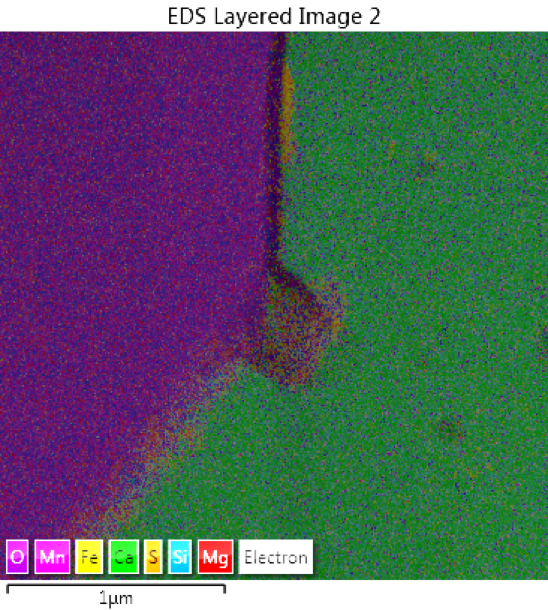 EDS Layered Image 2
O Mn Fe Ca S Si Mg Electron
1μm